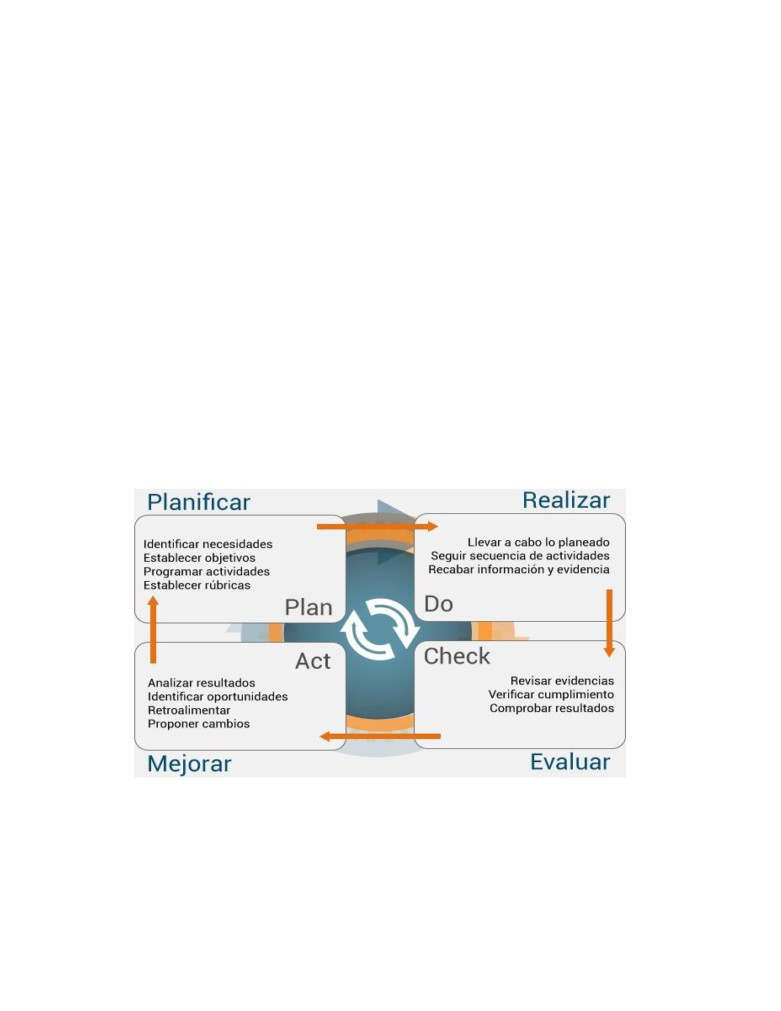 Planificar
Identificar necesidades
Establecer objetivos
Programar actividades
Establecer rúbricas
Plan
Realizar
Llevar a cabo lo planeado
Seguir secuencia de actividades
Recabar información y evidencia
Do
Check
Revisar evidencias
Verificar cumplimiento
Comprobar resultados
Evaluar
Act
Analizar resultados
Identificar oportunidades
Retroalimentar
Proponer cambios
Mejorar